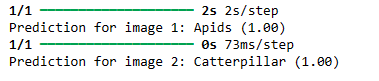 1/1 ━━━━━━━━━━━━━━━━━━━━ 2s 2s/step
Prediction for image 1: Apids (1.00)
1/1 ━━━━━━━━━━━━━━━━━━━━ 0s 73ms/step
Prediction for image 2: Catterpillar (1.00)